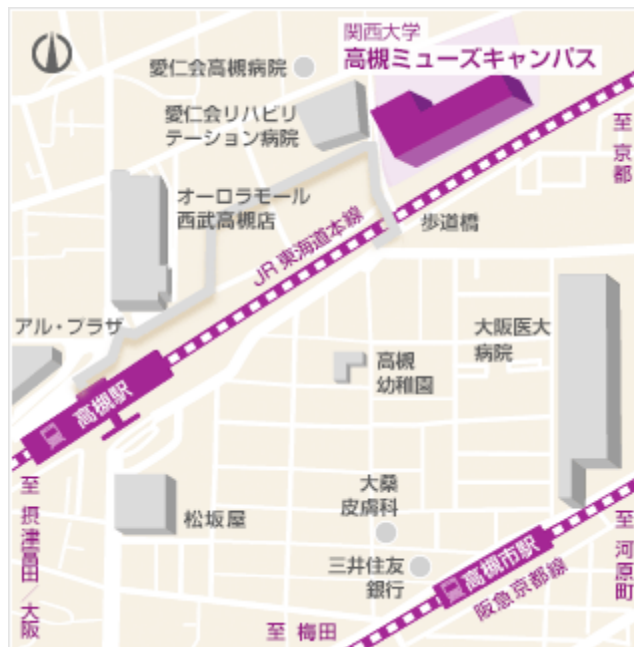 関西大学
高槻ミューズキャンパス
愛仁会高槻病院
愛仁会リハビリ
テーション病院
至 京都
オーロラモール
西武高槻店
歩道橋
JR 東海道本線
アル・プラザ
大阪医大
病院
高槻
幼稚園
高槻駅
大桑
皮膚科
松坂屋
至 摂津富田／大阪
三井住友
銀行
高槻市駅
至 河原町
阪急京都線
至 梅田